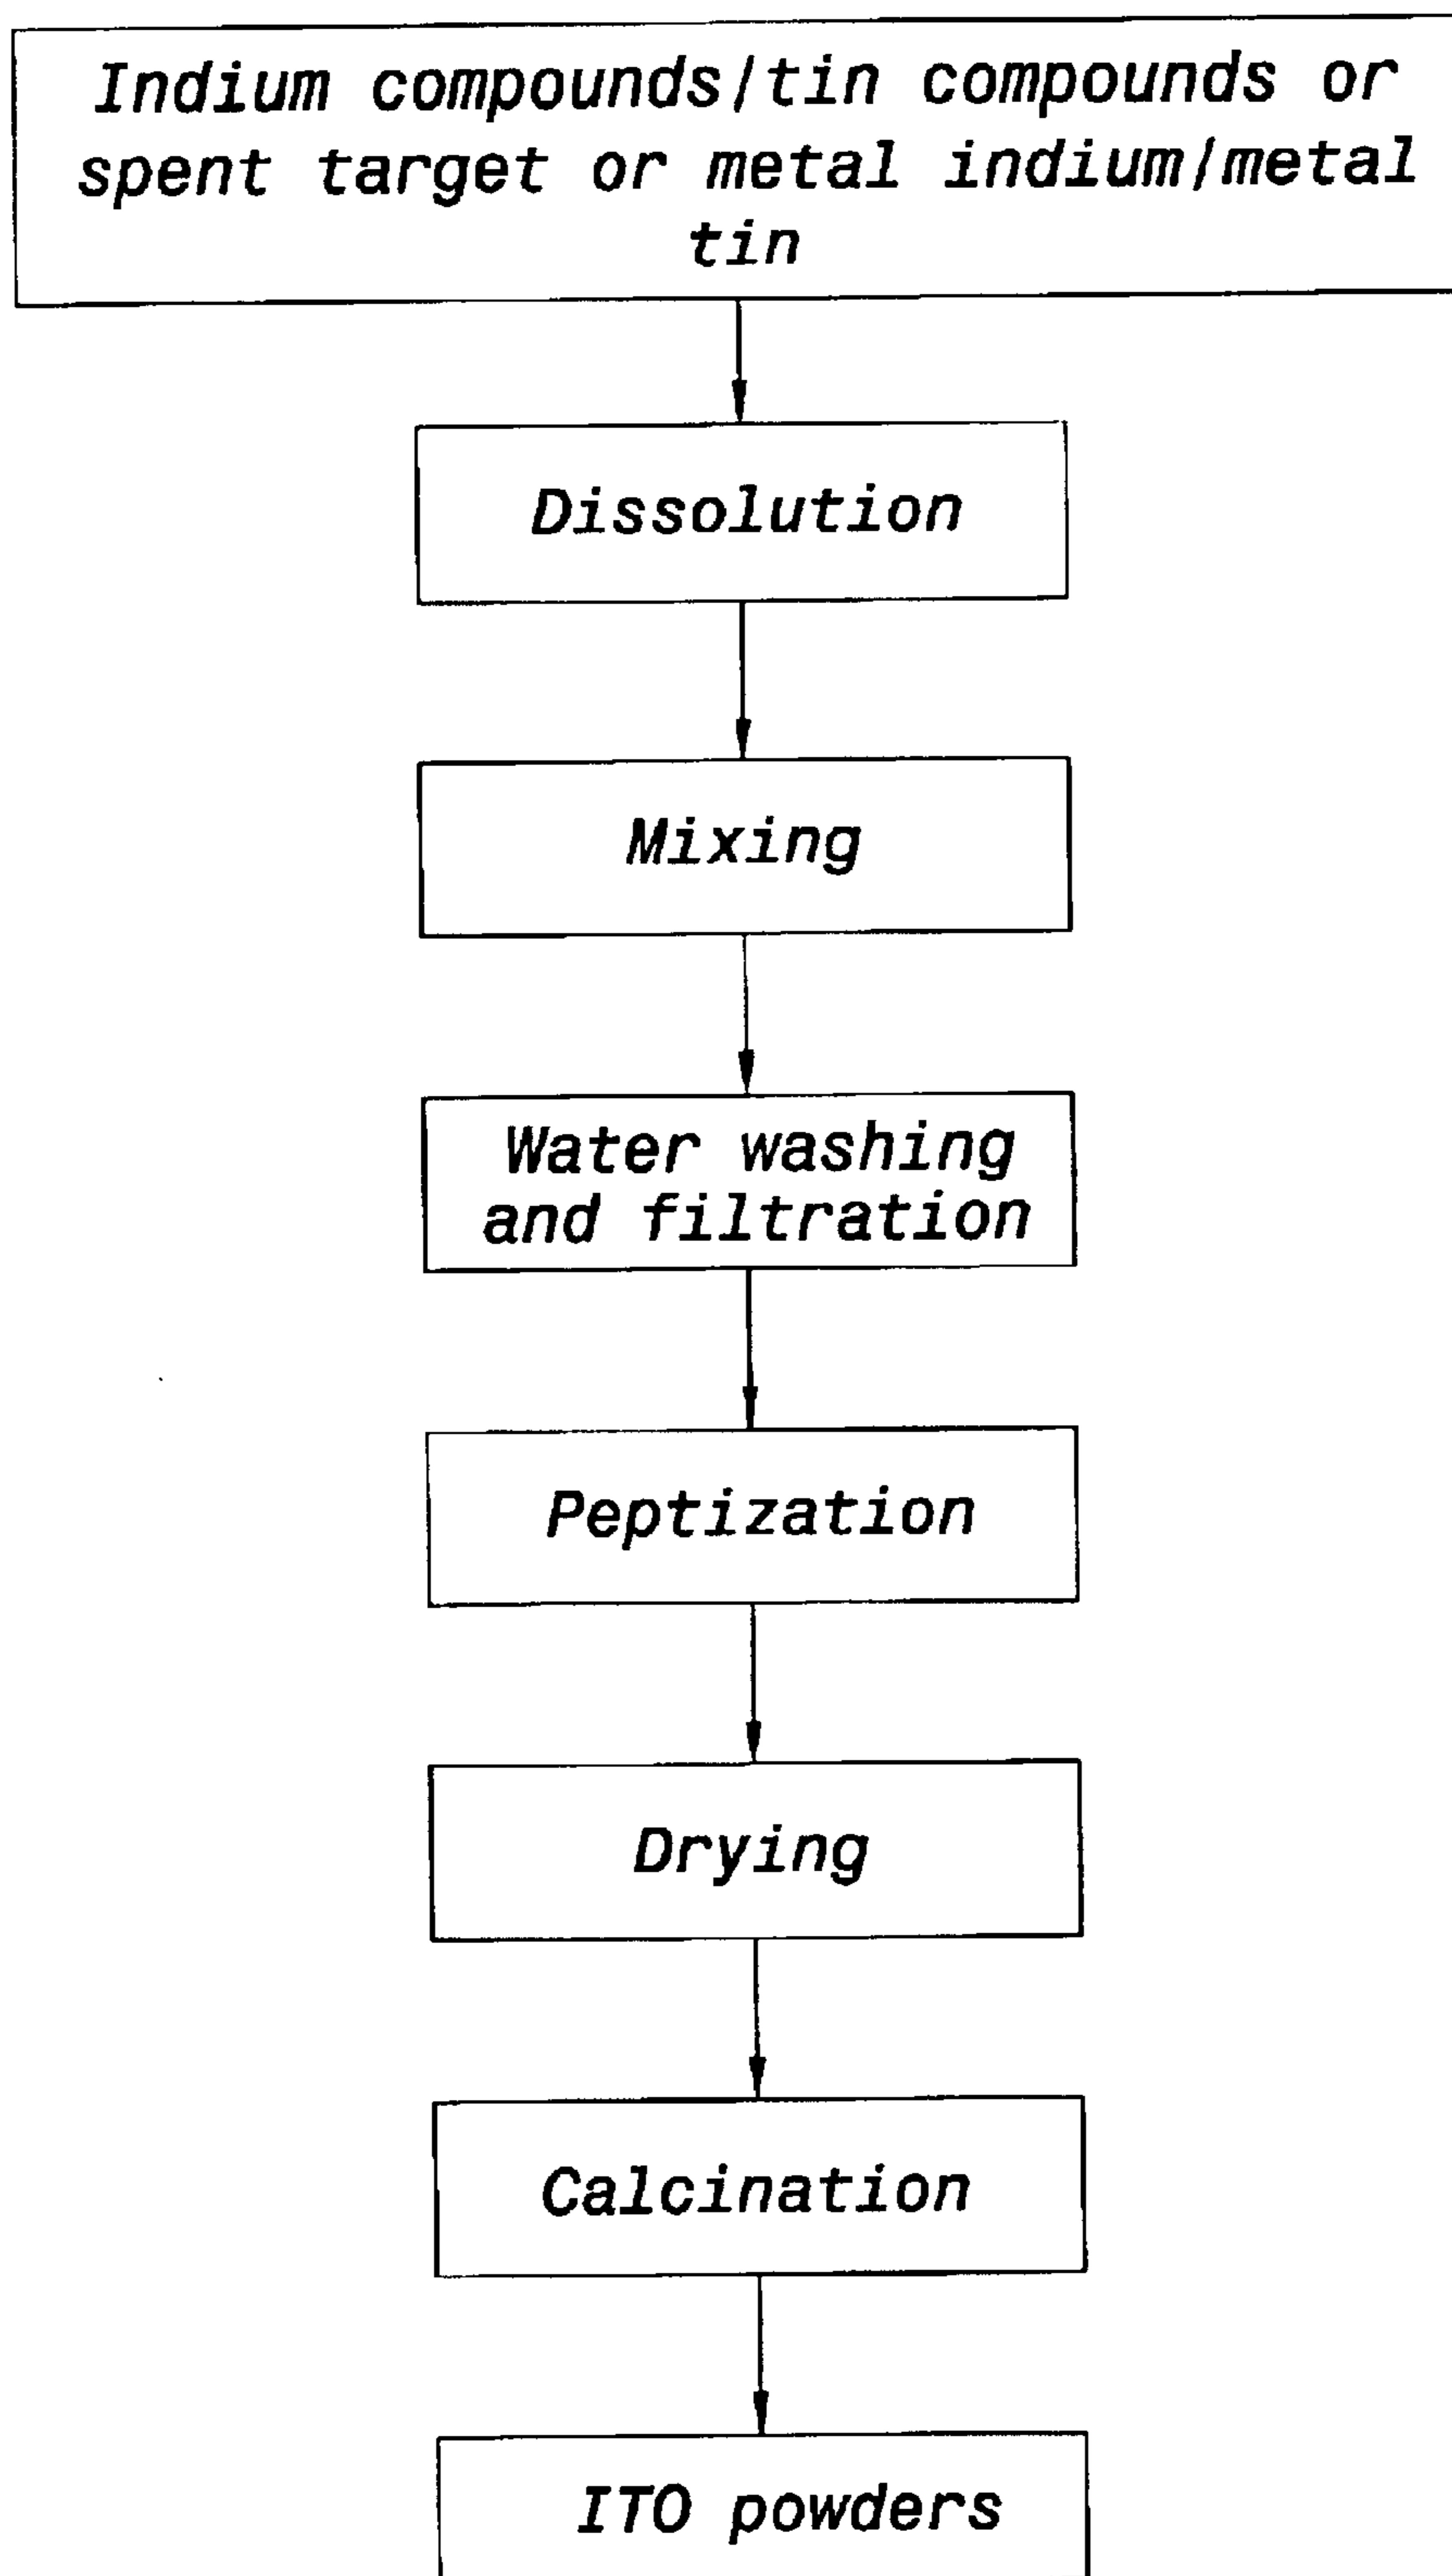 Indium compounds/tin compounds or
spent target or metal indium/metal
tin
Dissolution
Mixing
Water washing
and filtration
Peptization
Drying
Calcination
ITO powders